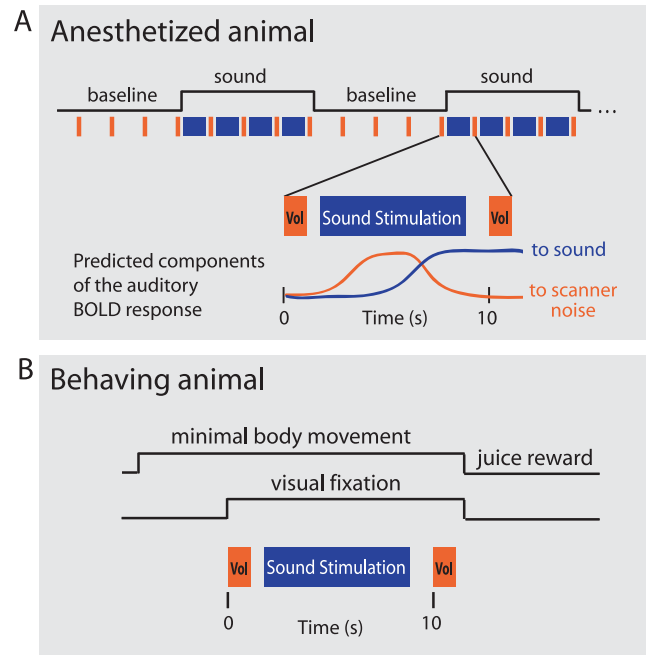 A
Anesthetized animal
sound
sound
baseline
baseline
...
Vol
Sound Stimulation
Vol
Predicted components
of the auditory
BOLD response
to sound
to scanner
noise
0
Time (s)
10
B
Behaving animal
minimal body movement
juice reward
visual fixation
Vol
Sound Stimulation
Vol
0
Time (s)
10